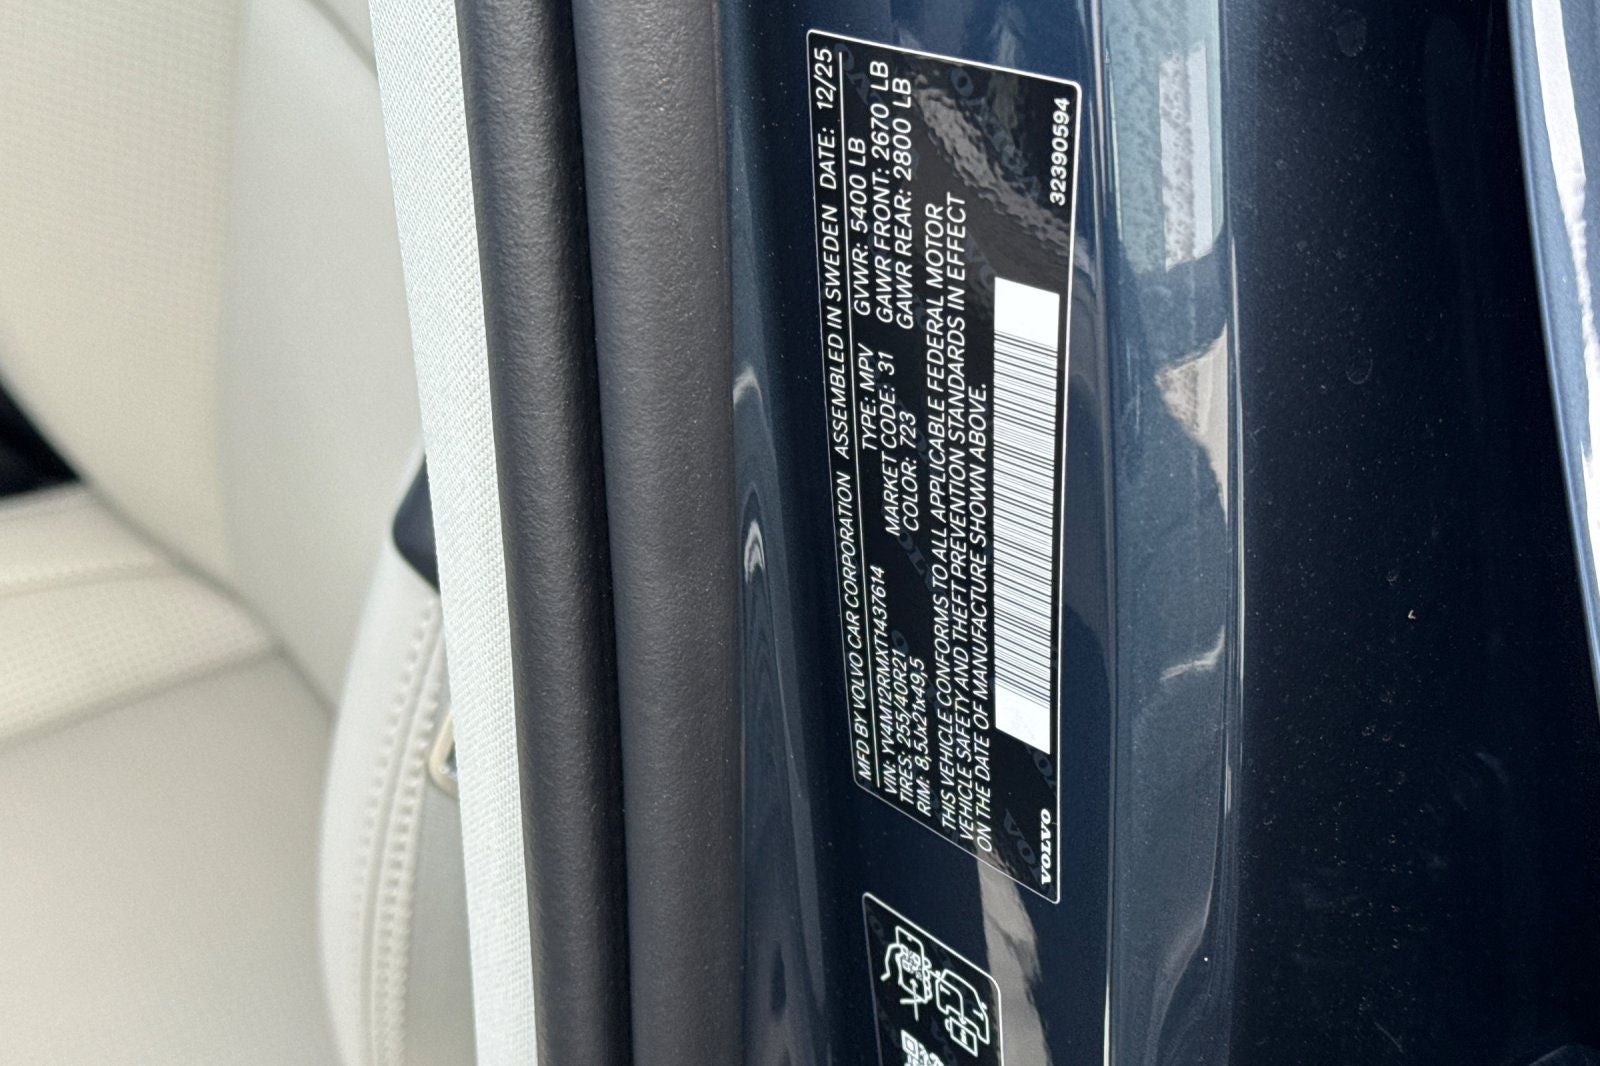 MFD BY VOLVO CAR CORPORATION ASSEMBLED IN SWEDEN DATE: 12/25
VIN: YV4M12RMXT1437614 TYPE: MPV GVWR: 5400 LB
TIRES: 255/40R21 MARKET CODE: 31 GAWR FRONT: 2670 LB
RIM: 8,5Jx21x49,5 COLOR: 723 GAWR REAR: 2800 LB
THIS VEHICLE CONFORMS TO ALL APPLICABLE FEDERAL MOTOR
VEHICLE SAFETY AND THEFT PREVENTION STANDARDS IN EFFECT
ON THE DATE OF MANUFACTURE SHOWN ABOVE.
VOLVO 32390594